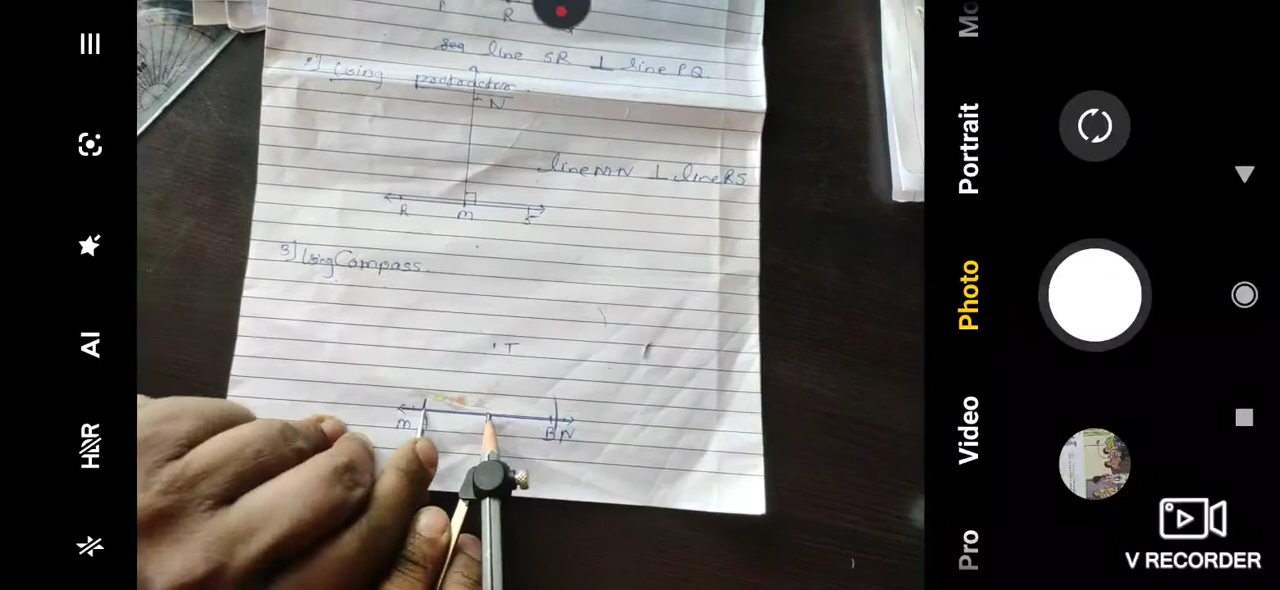 P R
seg line SR ⊥ line PQ.
2] Using protractor.
N
line MN ⊥ line RS
R M S
3] Using Compass.
T
M B N
Mo
Portrait
Photo
Video
Pro
AI
HDR
V RECORDER